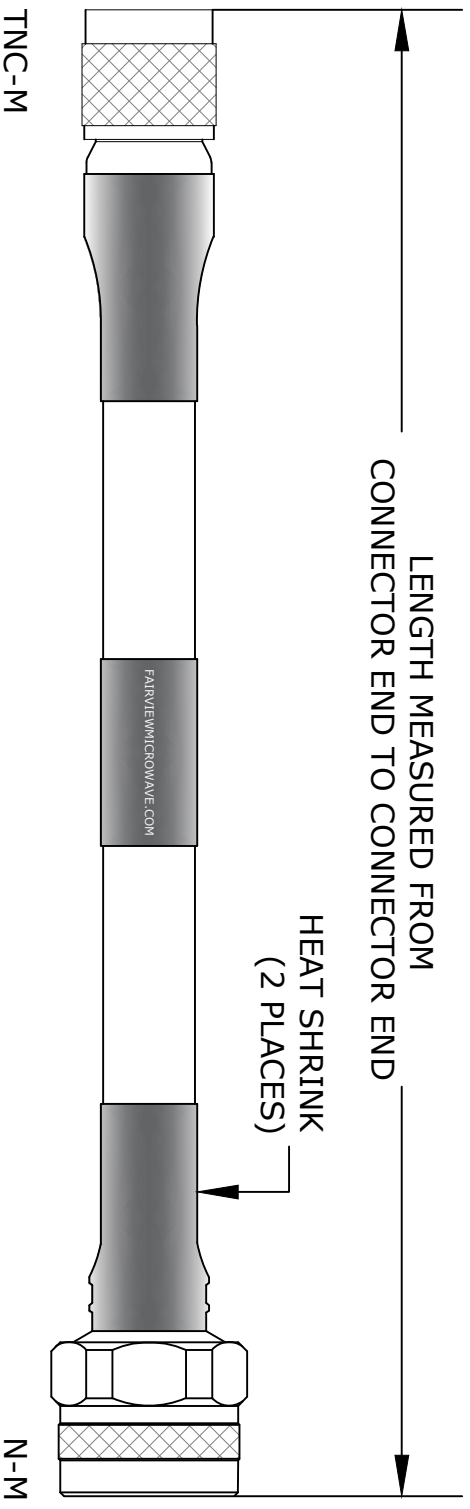 LENGTH MEASURED FROM
CONNECTOR END TO CONNECTOR END
HEAT SHRINK
(2 PLACES)
FAIRVIEWMICROWAVE.COM
TNC-M
N-M